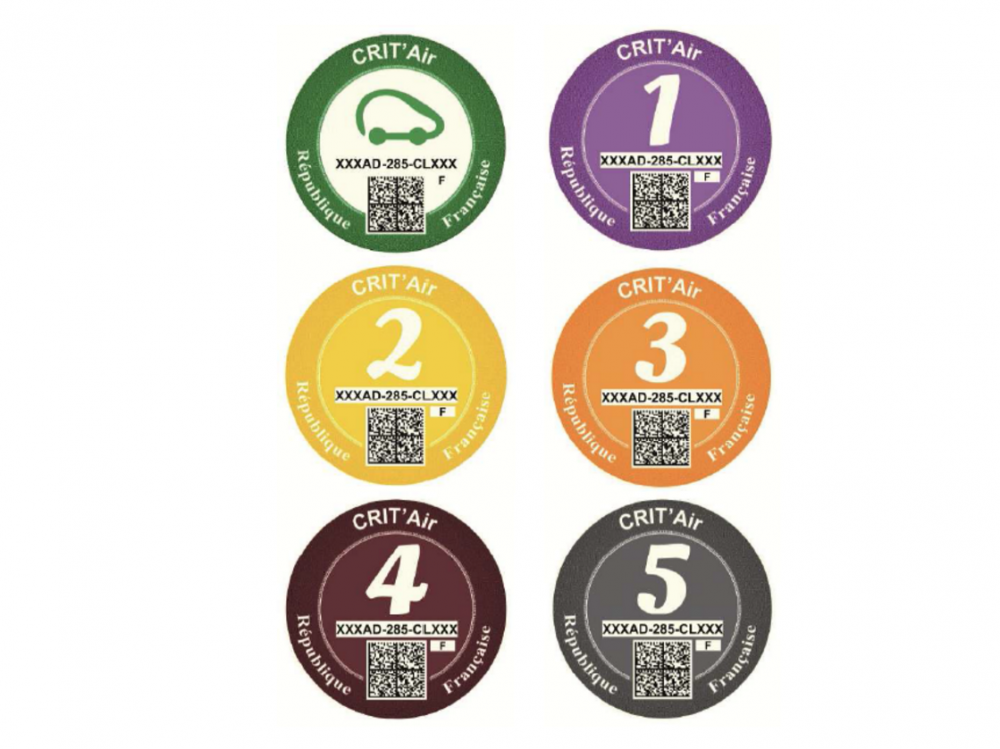 CRIT'Air
XXXAD-285-CLXXX
F
République Française
CRIT'Air
1
XXXAD-285-CLXXX
F
République Française
CRIT'Air
2
XXXAD-285-CLXXX
F
République Française
CRIT'Air
3
XXXAD-285-CLXXX
F
République Française
CRIT'Air
4
XXXAD-285-CLXXX
F
République Française
CRIT'Air
5
XXXAD-285-CLXXX
F
République Française